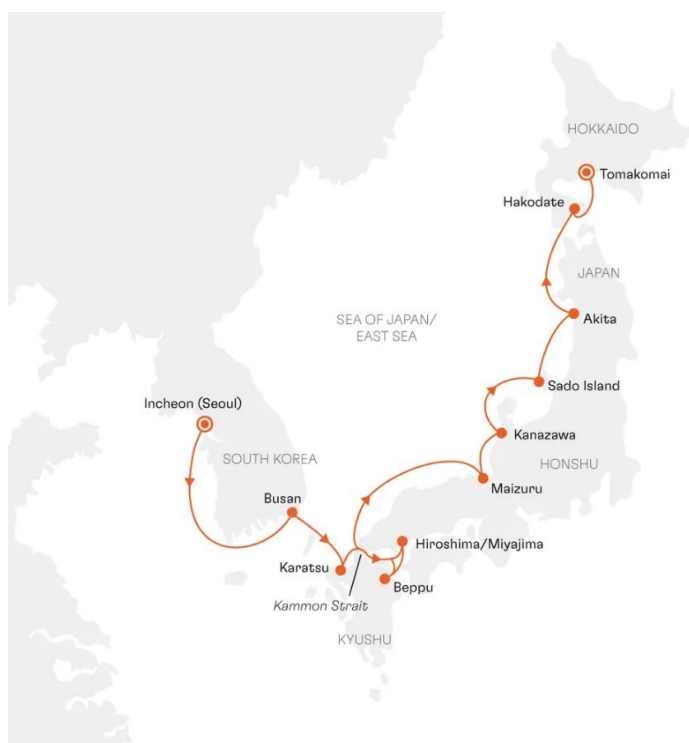 HOKKAIDO
Tomakomai
Hakodate
JAPAN
SEA OF JAPAN/
EAST SEA
Akita
Sado Island
Incheon (Seoul)
Kanazawa
SOUTH KOREA
HONSHU
Maizuru
Busan
Hiroshima/Miyajima
Karatsu
Beppu
Kammon Strait
KYUSHU